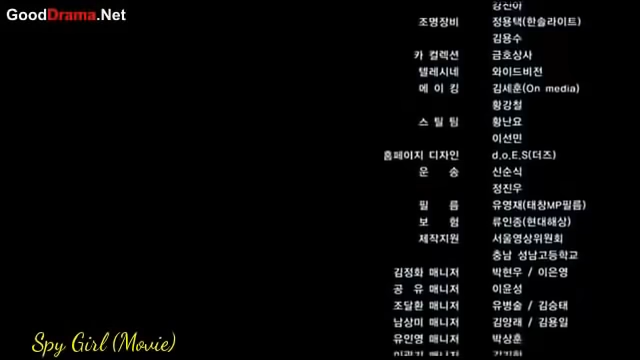 GoodDrama.Net
강신아
조명장비 정용택(한솔라이트)
김용수
카 컬렉션 금호상사
텔레시네 와이드비전
메이킹 김세훈(On media)
황강철
스틸팀 황난요
이선민
홈페이지 디자인 d.o.E.S(더즈)
운 송 신순식
정진우
필 름 유영재(태창MP필름)
보 험 류인종(현대해상)
제작지원 서울영상위원회
충남 성남고등학교
김정화 매니저 박현우 / 이은영
공 유 매니저 이윤성
조달환 매니저 유병술 / 김승태
남상미 매니저 김양래 / 김용일
유인영 매니저 박상훈
Spy Girl (Movie)